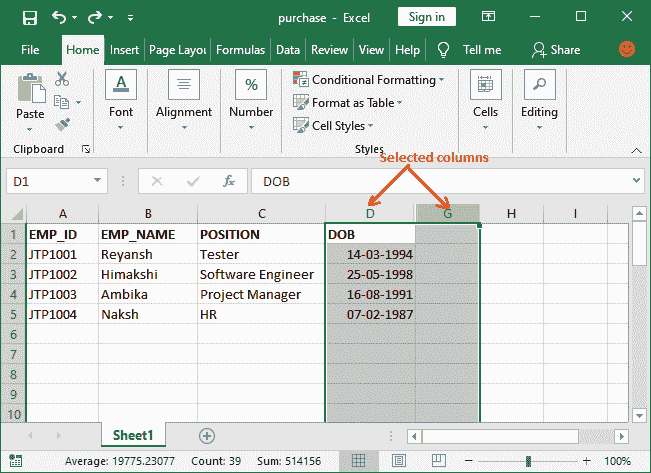 purchase - Excel Sign in
File Home Insert Page Layou Formulas Data Review View Help Tell me Share
Paste Font Alignment Number % Conditional Formatting Format as Table Cell Styles Cells Editing
Clipboard Styles
Selected columns
D1 fx DOB
A B C D G H I
1 EMP_ID EMP_NAME POSITION DOB
2 JTP1001 Reyansh Tester 14-03-1994
3 JTP1002 Himakshi Software Engineer 25-05-1998
4 JTP1003 Ambika Project Manager 16-08-1991
5 JTP1004 Naksh HR 07-02-1987
6
7
8
9
10
Sheet1
Average: 19775.23077 Count: 39 Sum: 514156 100%